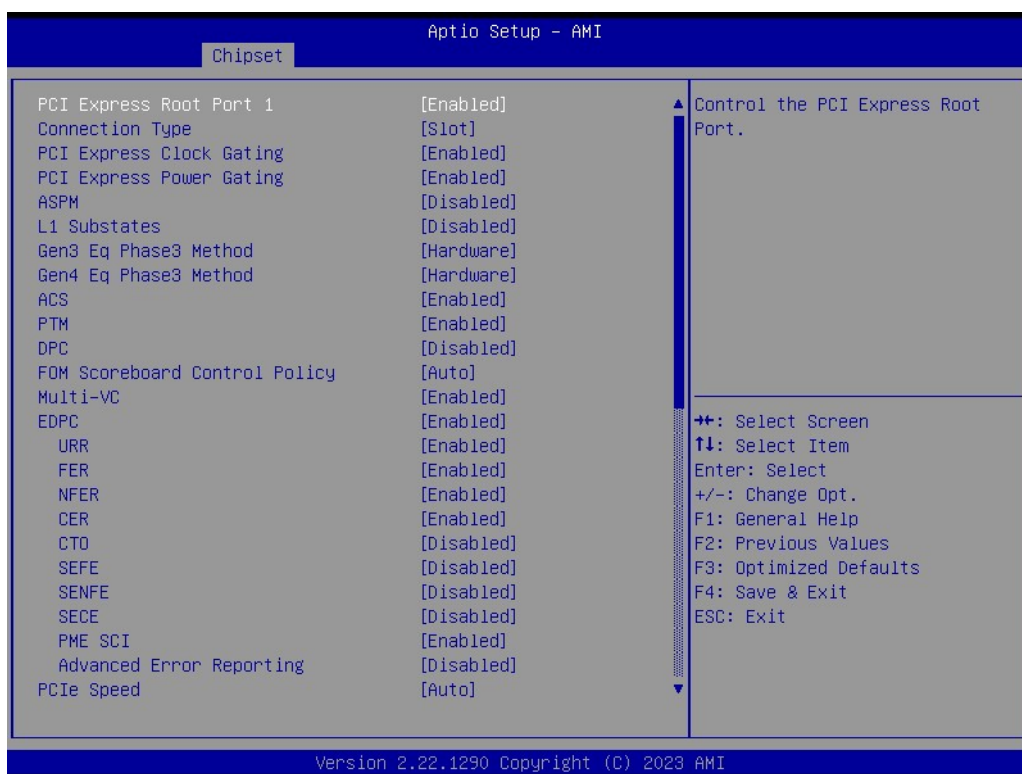 Aptio Setup – AMI
Chipset
PCI Express Root Port 1 [Enabled]
Connection Type [Slot]
PCI Express Clock Gating [Enabled]
PCI Express Power Gating [Enabled]
ASPM [Disabled]
L1 Substates [Disabled]
Gen3 Eq Phase3 Method [Hardware]
Gen4 Eq Phase3 Method [Hardware]
ACS [Enabled]
PTM [Enabled]
DPC [Disabled]
FOM Scoreboard Control Policy [Auto]
Multi-VC [Enabled]
EDPC [Enabled]
URR [Enabled]
FER [Enabled]
NFER [Enabled]
CER [Enabled]
CTO [Disabled]
SEFE [Disabled]
SENFE [Disabled]
SECE [Disabled]
PME SCI [Enabled]
Advanced Error Reporting [Disabled]
PCIe Speed [Auto]
Control the PCI Express Root
Port.
→←: Select Screen
↑↓: Select Item
Enter: Select
+/-: Change Opt.
F1: General Help
F2: Previous Values
F3: Optimized Defaults
F4: Save & Exit
ESC: Exit
Version 2.22.1290 Copyright (C) 2023 AMI